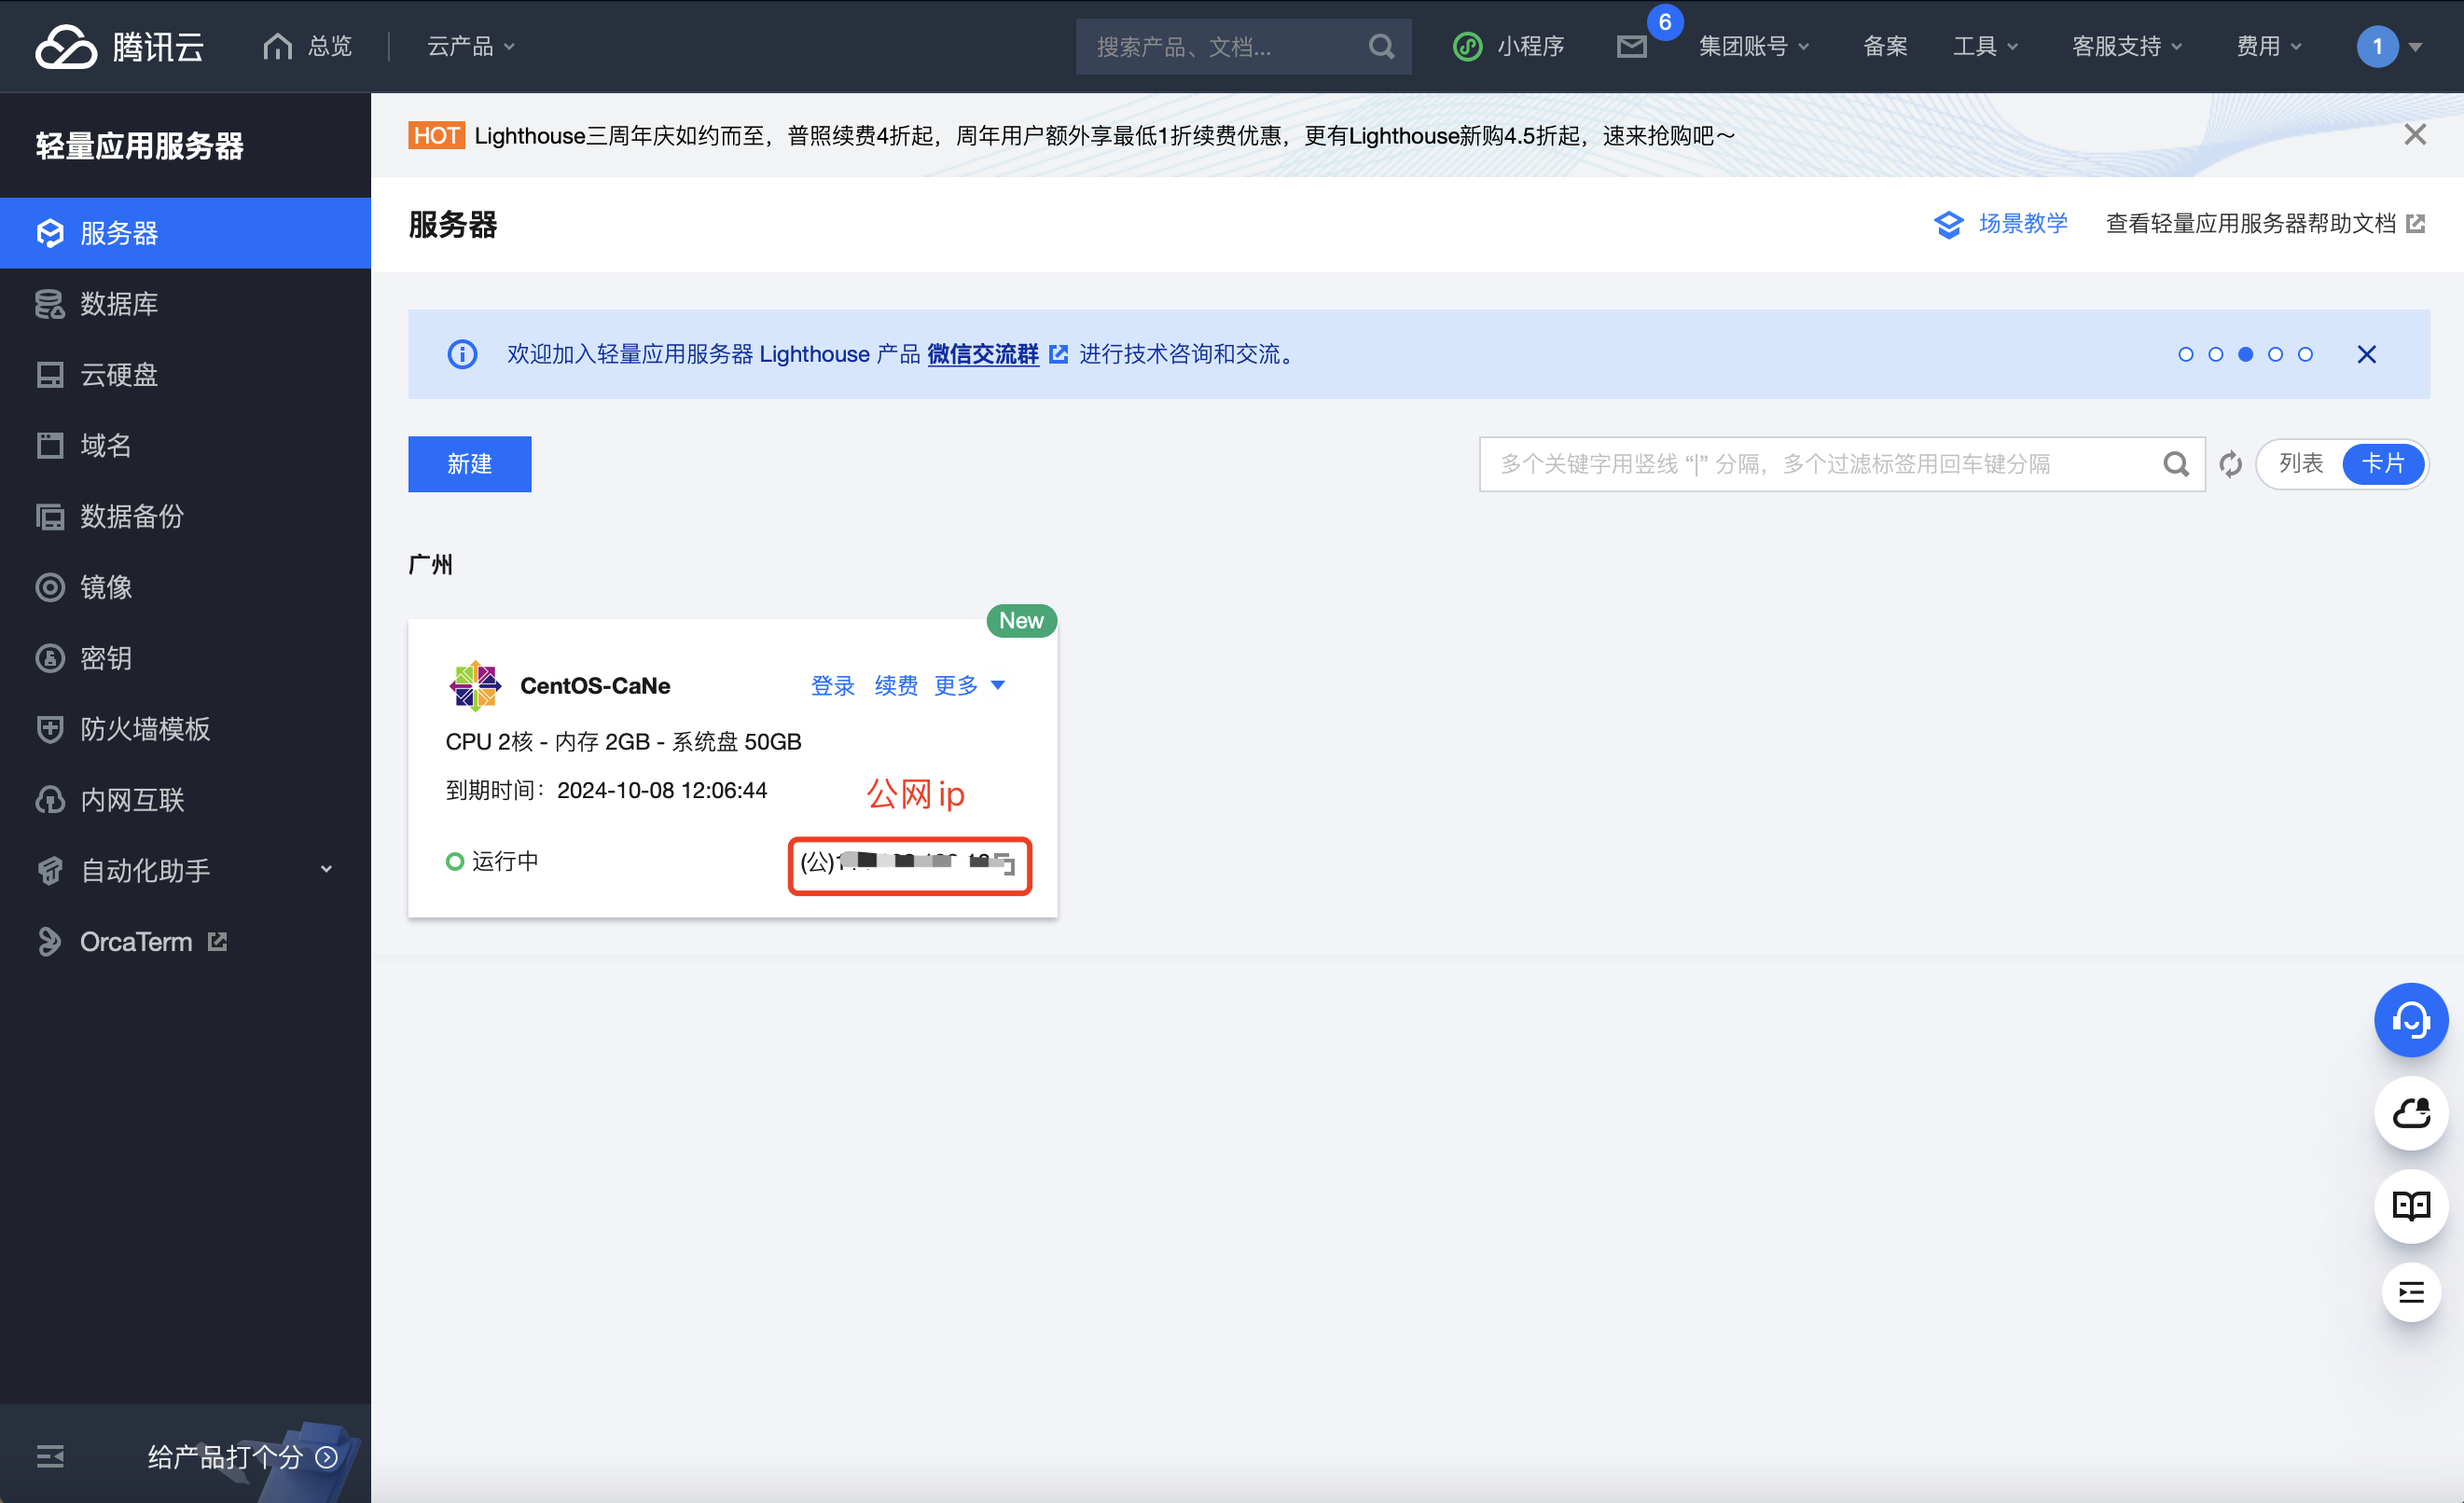 腾讯云 总览 云产品 搜索产品、文档... 小程序 6 集团账号 备案 工具 客服支持 费用 1
轻量应用服务器
服务器
数据库
云硬盘
域名
数据备份
镜像
密钥
防火墙模板
内网互联
自动化助手
OrcaTerm
给产品打个分
HOT Lighthouse三周年庆如约而至，普照续费4折起，周年用户额外享最低1折续费优惠，更有Lighthouse新购4.5折起，速来抢购吧～
服务器 场景教学 查看轻量应用服务器帮助文档
欢迎加入轻量应用服务器 Lighthouse 产品 微信交流群 进行技术咨询和交流。
新建 多个关键字用竖线 “|” 分隔，多个过滤标签用回车键分隔 列表 卡片
广州
New
CentOS-CaNe 登录 续费 更多
CPU 2核 - 内存 2GB - 系统盘 50GB
到期时间：2024-10-08 12:06:44 公网ip
运行中 (公)